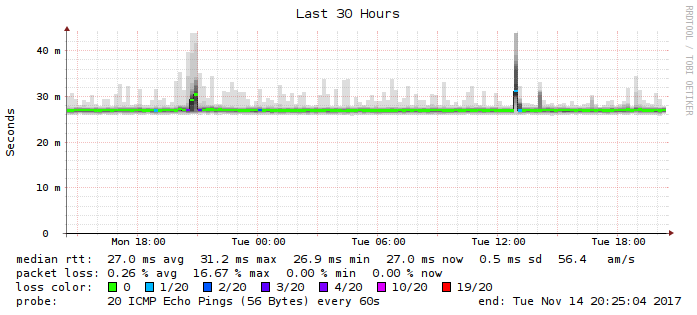 Last 30 Hours
RRDTOOL / TOBI OETIKER
Seconds
40 m
30 m
20 m
10 m
0
Mon 18:00 Tue 00:00 Tue 06:00 Tue 12:00 Tue 18:00
median rtt: 27.0 ms avg 31.2 ms max 26.9 ms min 27.0 ms now 0.5 ms sd 56.4 am/s
packet loss: 0.26 % avg 16.67 % max 0.00 % min 0.00 % now
loss color: 0 1/20 2/20 3/20 4/20 10/20 19/20
probe: 20 ICMP Echo Pings (56 Bytes) every 60s end: Tue Nov 14 20:25:04 2017